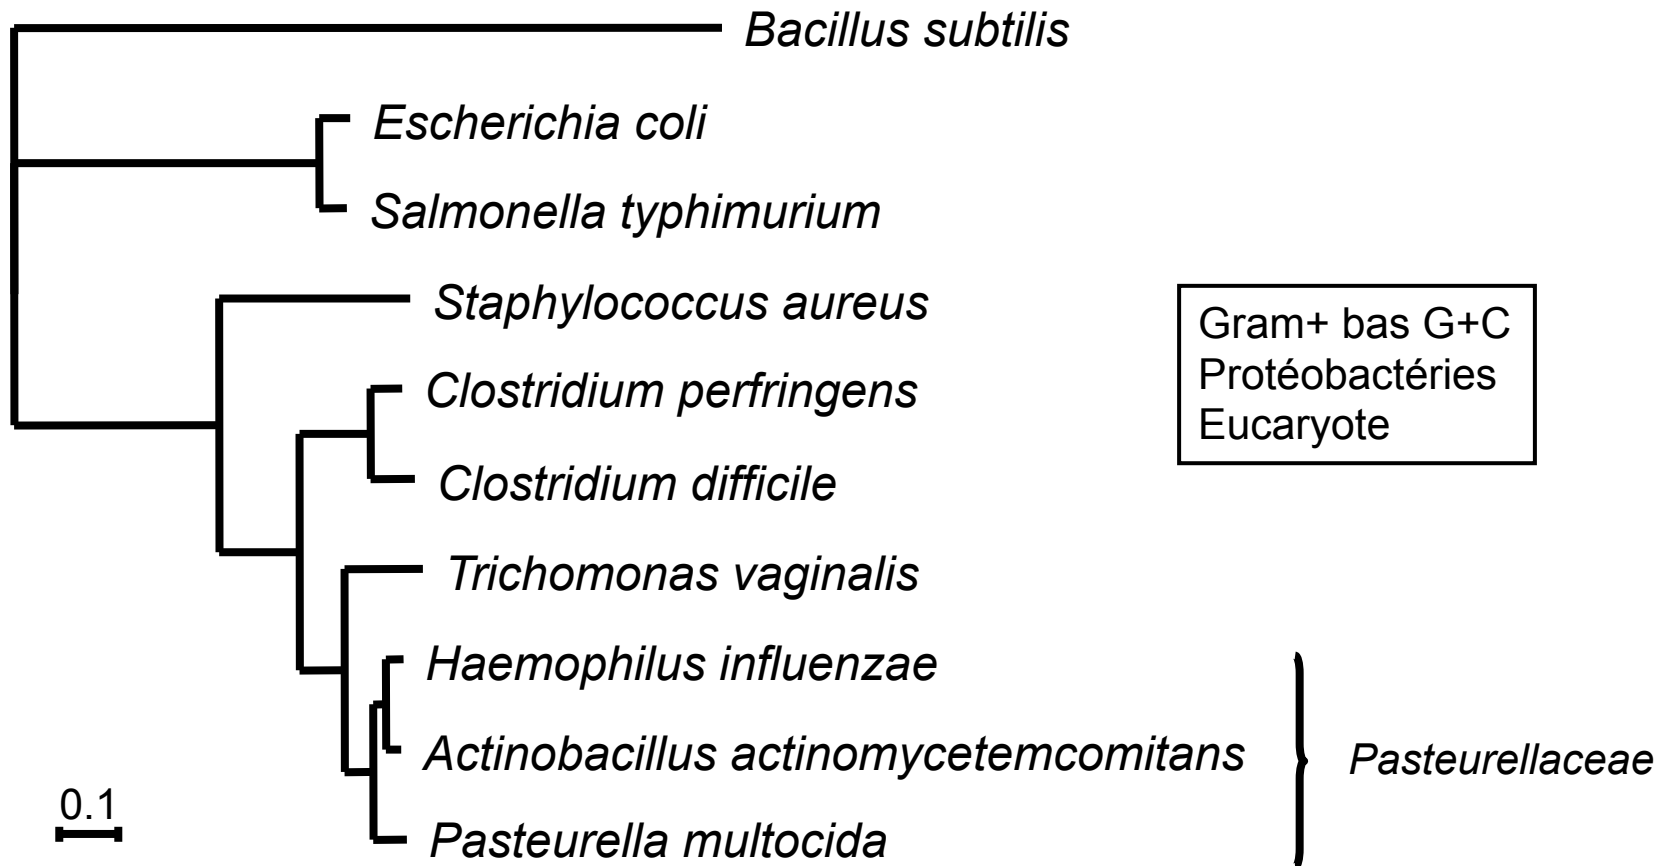 Bacillus subtilis
Escherichia coli
Salmonella typhimurium
Staphylococcus aureus
Clostridium perfringens
Clostridium difficile
Trichomonas vaginalis
Haemophilus influenzae
Actinobacillus actinomycetemcomitans
Pasteurella multocida
Gram+ bas G+C
Protéobactéries
Eucaryote
Pasteurellaceae
0.1